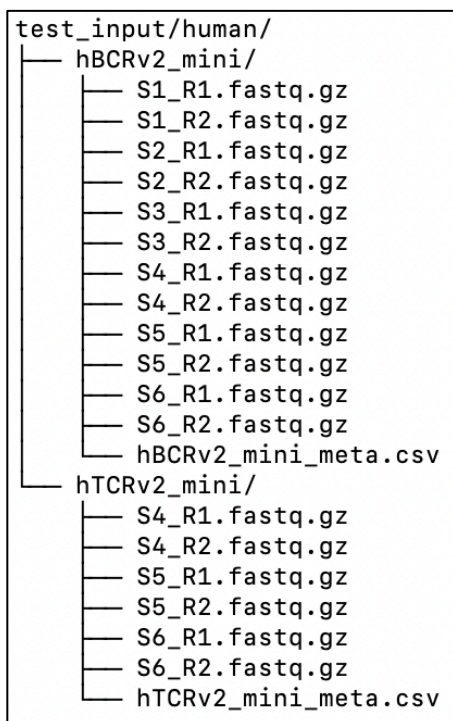 test_input/human/
├── hBCRv2_mini/
│   ├── S1_R1.fastq.gz
│   ├── S1_R2.fastq.gz
│   ├── S2_R1.fastq.gz
│   ├── S2_R2.fastq.gz
│   ├── S3_R1.fastq.gz
│   ├── S3_R2.fastq.gz
│   ├── S4_R1.fastq.gz
│   ├── S4_R2.fastq.gz
│   ├── S5_R1.fastq.gz
│   ├── S5_R2.fastq.gz
│   ├── S6_R1.fastq.gz
│   ├── S6_R2.fastq.gz
│   └── hBCRv2_mini_meta.csv
└── hTCRv2_mini/
    ├── S4_R1.fastq.gz
    ├── S4_R2.fastq.gz
    ├── S5_R1.fastq.gz
    ├── S5_R2.fastq.gz
    ├── S6_R1.fastq.gz
    ├── S6_R2.fastq.gz
    └── hTCRv2_mini_meta.csv